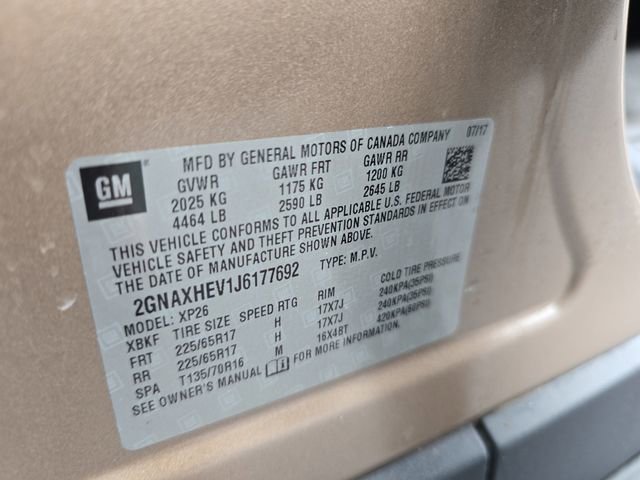 07/17
GM
MFD BY GENERAL MOTORS OF CANADA COMPANY
GVWR GAWR FRT GAWR RR
2025 KG 1175 KG 1200 KG
4464 LB 2590 LB 2645 LB
THIS VEHICLE CONFORMS TO ALL APPLICABLE U.S. FEDERAL MOTOR
VEHICLE SAFETY AND THEFT PREVENTION STANDARDS IN EFFECT ON
THE DATE OF MANUFACTURE SHOWN ABOVE.
2GNAXHEV1J6177692 TYPE: M.P.V.
MODEL: XP26
XBKF TIRE SIZE SPEED RTG RIM COLD TIRE PRESSURE
FRT 225/65R17 H 17X7J 240KPA(35PSI)
RR 225/65R17 H 17X7J 240KPA(35PSI)
SPA T135/70R16 M 16X4BT 420KPA(60PSI)
SEE OWNER'S MANUAL FOR MORE INFORMATION.